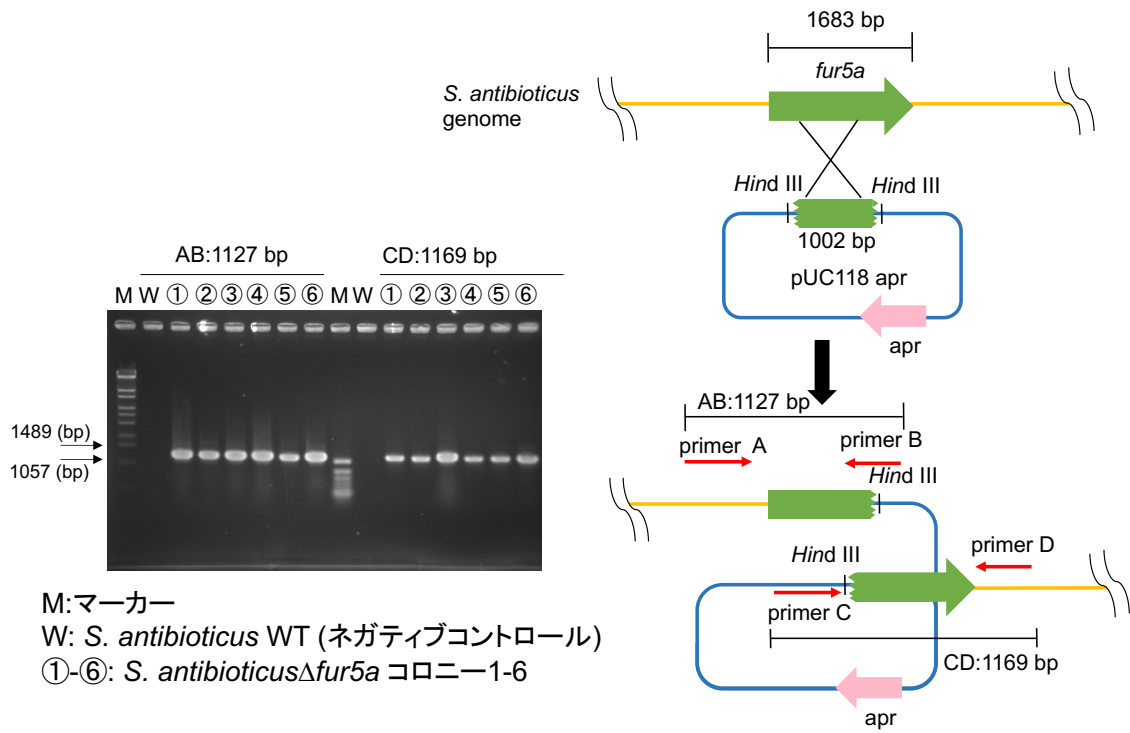 1683 bp
fur5a
S. antibioticus
genome
Hind III
Hind III
1002 bp
pUC118 apr
apr
AB:1127 bp
CD:1169 bp
M W ① ② ③ ④ ⑤ ⑥ M W ① ② ③ ④ ⑤ ⑥
1489 (bp)
1057 (bp)
M:マーカー
W: S. antibioticus WT (ネガティブコントロール)
①-⑥: S. antibioticusΔfur5a コロニー1-6
AB:1127 bp
primer A
primer B
Hind III
Hind III
primer D
primer C
CD:1169 bp
apr